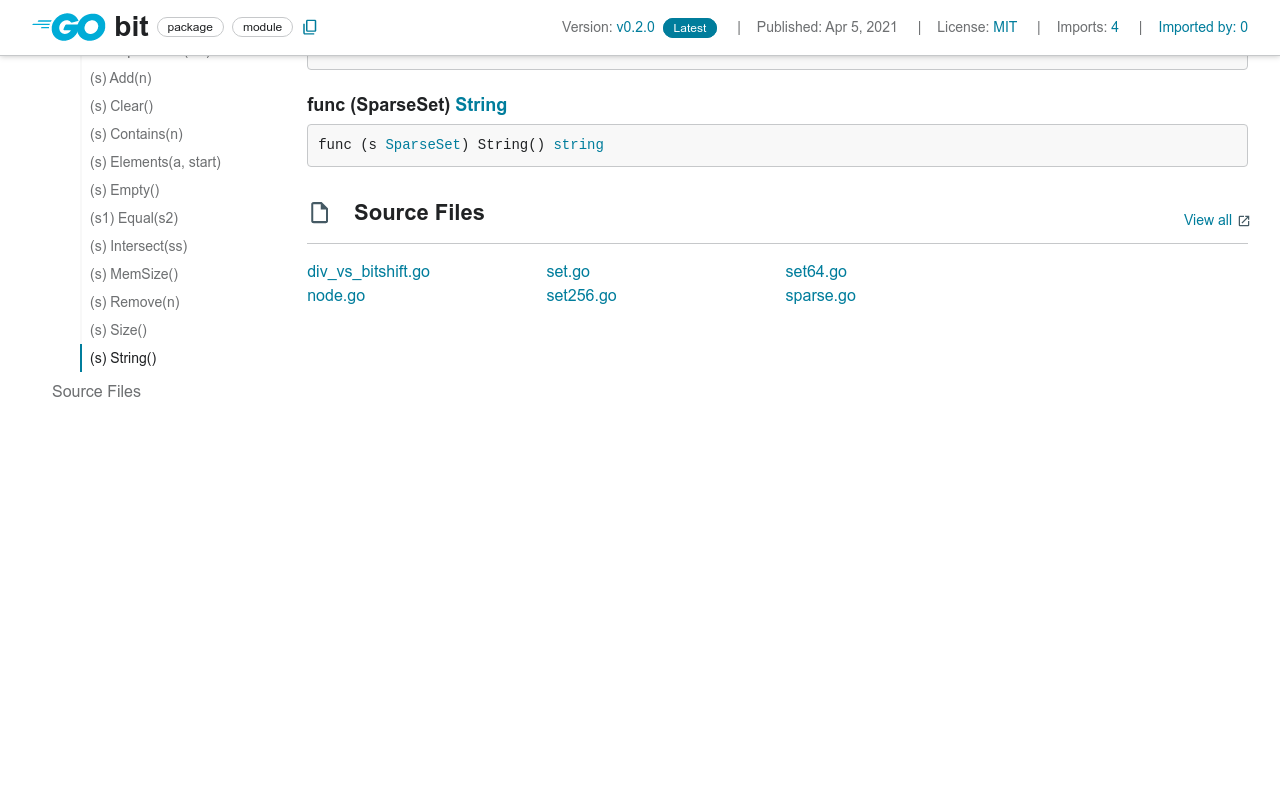 GO bit package module Version: v0.2.0 Latest | Published: Apr 5, 2021 | License: MIT | Imports: 4 | Imported by: 0
(s) Add(n)
(s) Clear()
(s) Contains(n)
(s) Elements(a, start)
(s) Empty()
(s1) Equal(s2)
(s) Intersect(ss)
(s) MemSize()
(s) Remove(n)
(s) Size()
(s) String()
Source Files
func (SparseSet) String
func (s SparseSet) String() string
Source Files
View all
div_vs_bitshift.go set.go set64.go
node.go set256.go sparse.go